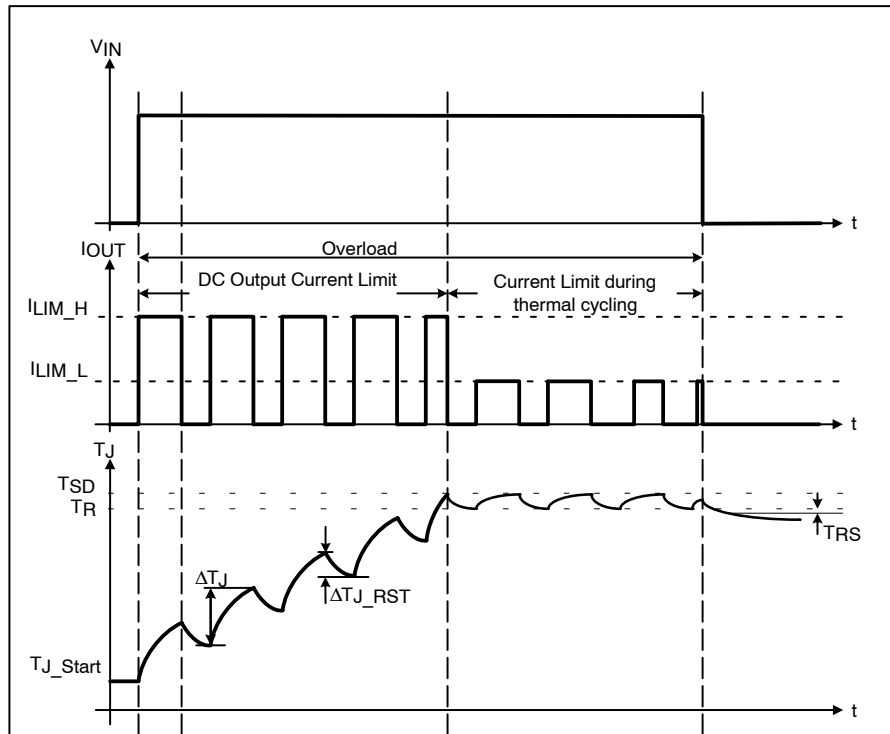 VIN
t
IOUT
Overload
DC Output Current Limit
Current Limit during
thermal cycling
ILIM_H
ILIM_L
t
TJ
TSD
TR
TRS
ΔTJ
ΔTJ_RST
TJ_Start
t